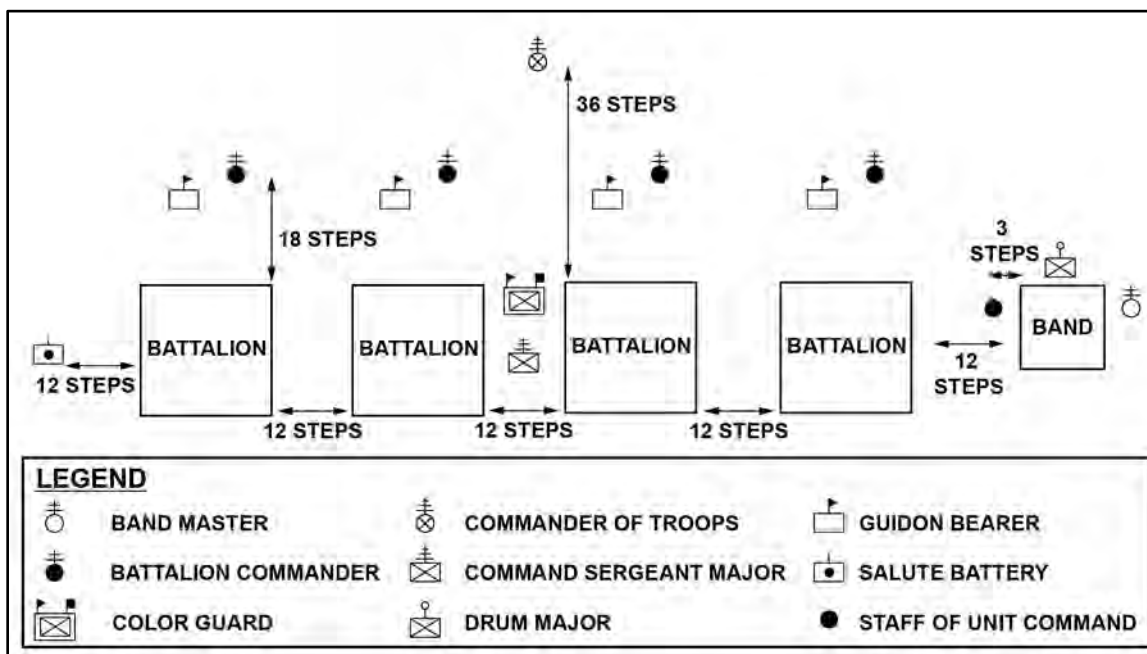 36 STEPS
18 STEPS
3
STEPS
BATTALION
BATTALION
BATTALION
BATTALION
BAND
12 STEPS
12
STEPS
12 STEPS
12 STEPS
12 STEPS
LEGEND
BAND MASTER
COMMANDER OF TROOPS
GUIDON BEARER
BATTALION COMMANDER
COMMAND SERGEANT MAJOR
SALUTE BATTERY
COLOR GUARD
DRUM MAJOR
STAFF OF UNIT COMMAND